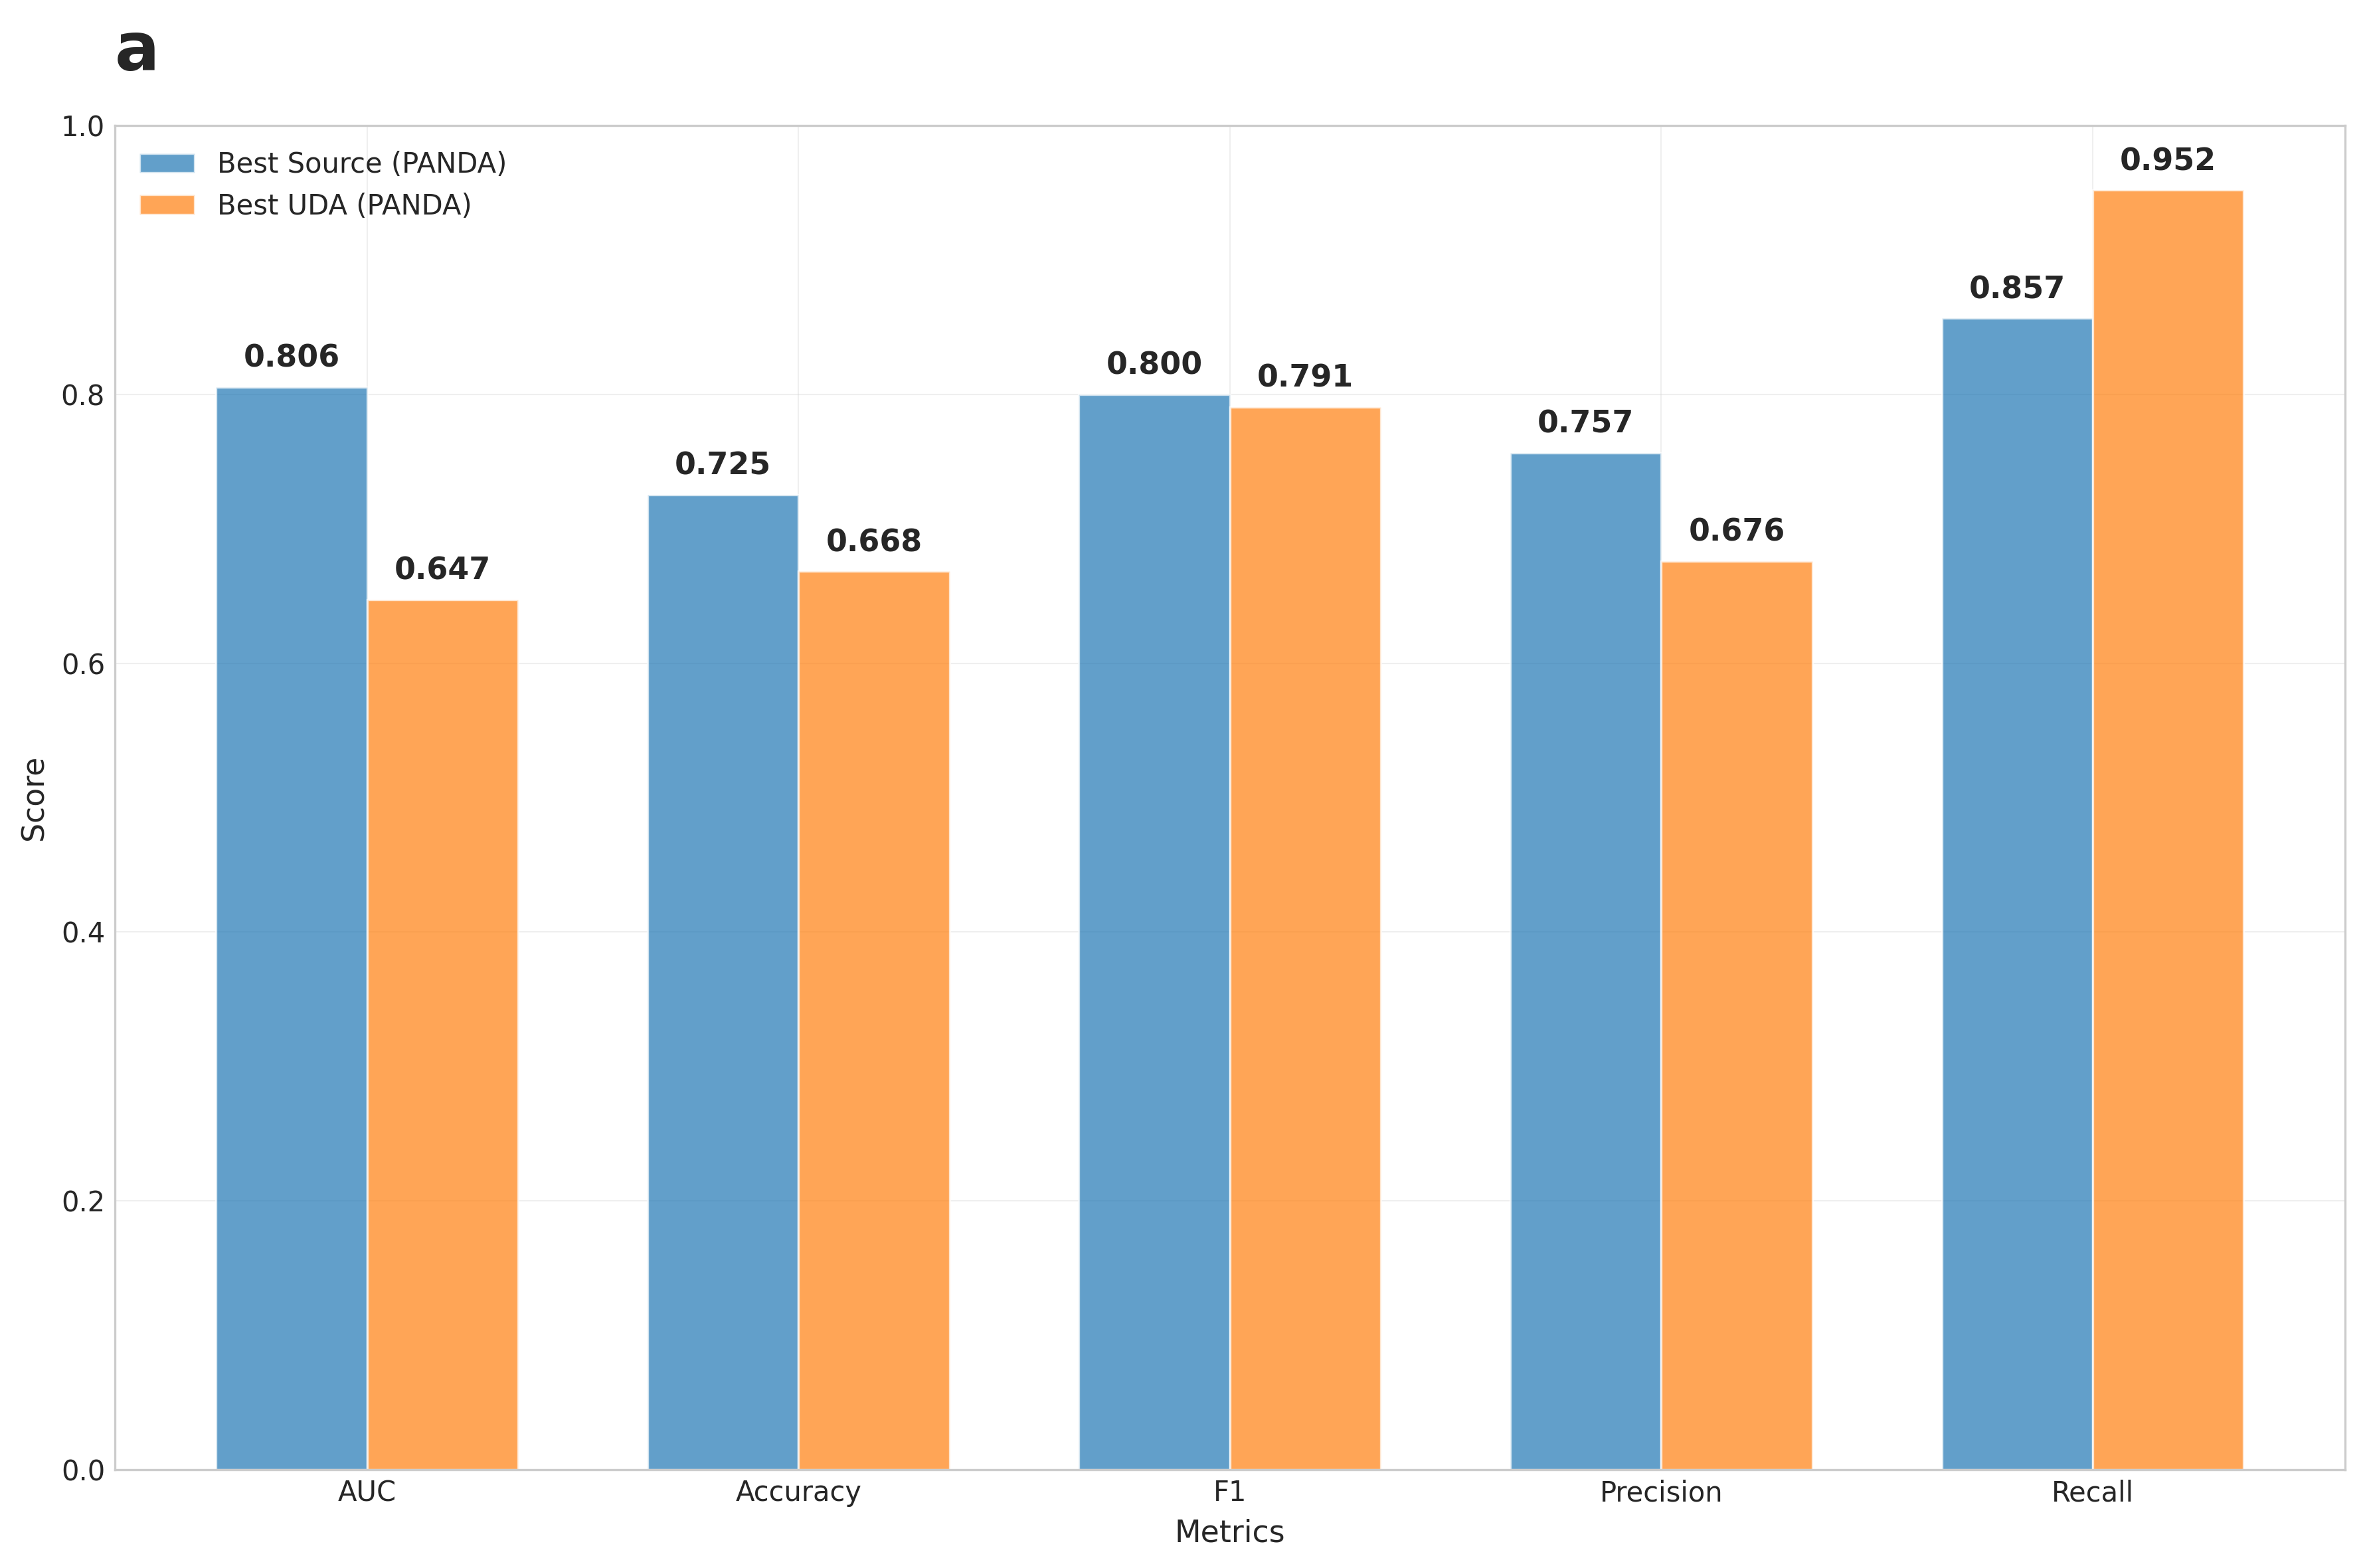 a
1.0
Best Source (PANDA)
Best UDA (PANDA)
0.952
0.857
0.806
0.800
0.791
0.8
0.757
0.725
0.676
0.668
0.647
0.6
Score
0.4
0.2
0.0
AUC Accuracy F1 Precision Recall
Metrics